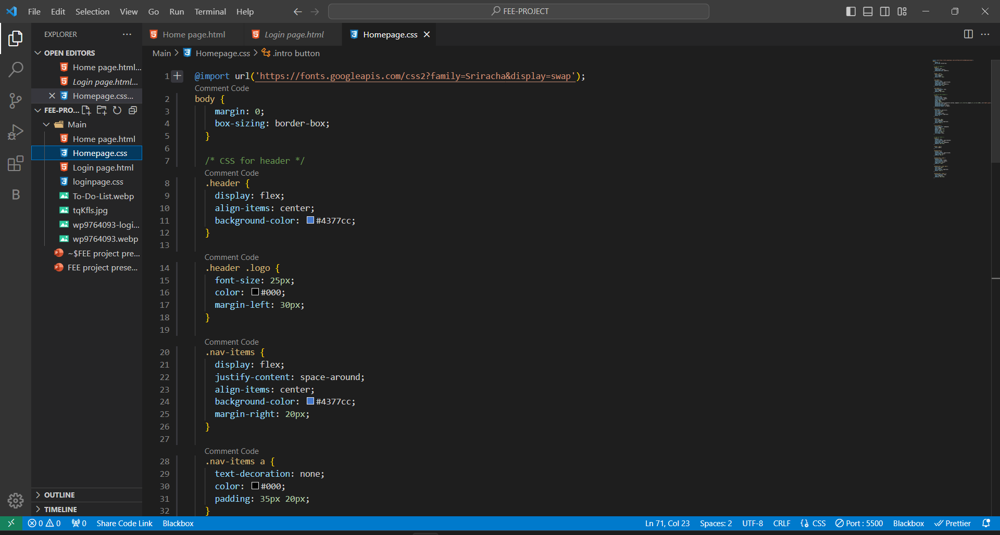 File Edit Selection View Go Run Terminal Help
FEE-PROJECT
EXPLORER
OPEN EDITORS
Home page.html...
Login page.html...
Homepage.css...
FEE-PRO...
Main
Home page.html
Homepage.css
Login page.html
loginpage.css
To-Do-List.webp
tqKfls.jpg
wp9764093-logi...
wp9764093.webp
~$FEE project pre...
FEE project prese...
OUTLINE
TIMELINE
Home page.html Login page.html Homepage.css
Main > Homepage.css > .intro button
1 @import url('https://fonts.googleapis.com/css2?family=Sriracha&display=swap');
Comment Code
2 body {
3 margin: 0;
4 box-sizing: border-box;
5 }
6
7 /* CSS for header */
Comment Code
8 .header {
9 display: flex;
10 align-items: center;
11 background-color: #4377cc;
12 }
13
Comment Code
14 .header .logo {
15 font-size: 25px;
16 color: #000;
17 margin-left: 30px;
18 }
19
Comment Code
20 .nav-items {
21 display: flex;
22 justify-content: space-around;
23 align-items: center;
24 background-color: #4377cc;
25 margin-right: 20px;
26 }
27
Comment Code
28 .nav-items a {
29 text-decoration: none;
30 color: #000;
31 padding: 35px 20px;
32 }
0 0 0 Share Code Link Blackbox
Ln 71, Col 23 Spaces: 2 UTF-8 CRLF {} CSS Port : 5500 Blackbox Prettier